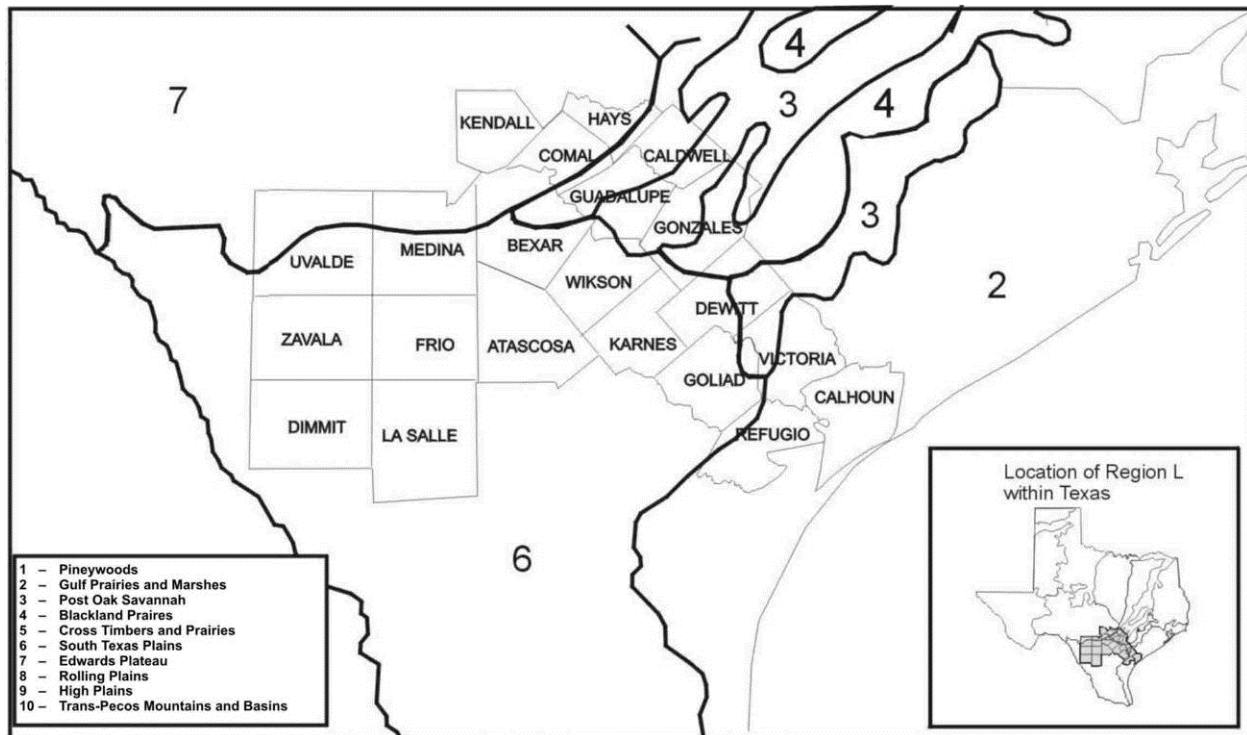 4
7
3
4
KENDALL
HAYS
COMAL
CALDWELL
GUADALUPE
3
GONZALES
BEXAR
MEDINA
UVALDE
2
WIKSON
DEWITT
ZAVALA
FRIO
ATASCOSA
KARNES
VICTORIA
GOLIAD
CALHOUN
DIMMIT
LA SALLE
REFUGIO
6
Location of Region L
within Texas
1 – Pineywods
2 – Gulf Prairies and Marshes
3 – Post Oak Savannah
4 – Blackland Praires
5 – Cross Timbers and Prairies
6 – South Texas Plains
7 – Edwards Plateau
8 – Rolling Plains
9 – High Plains
10 – Trans-Pecos Mountains and Basins